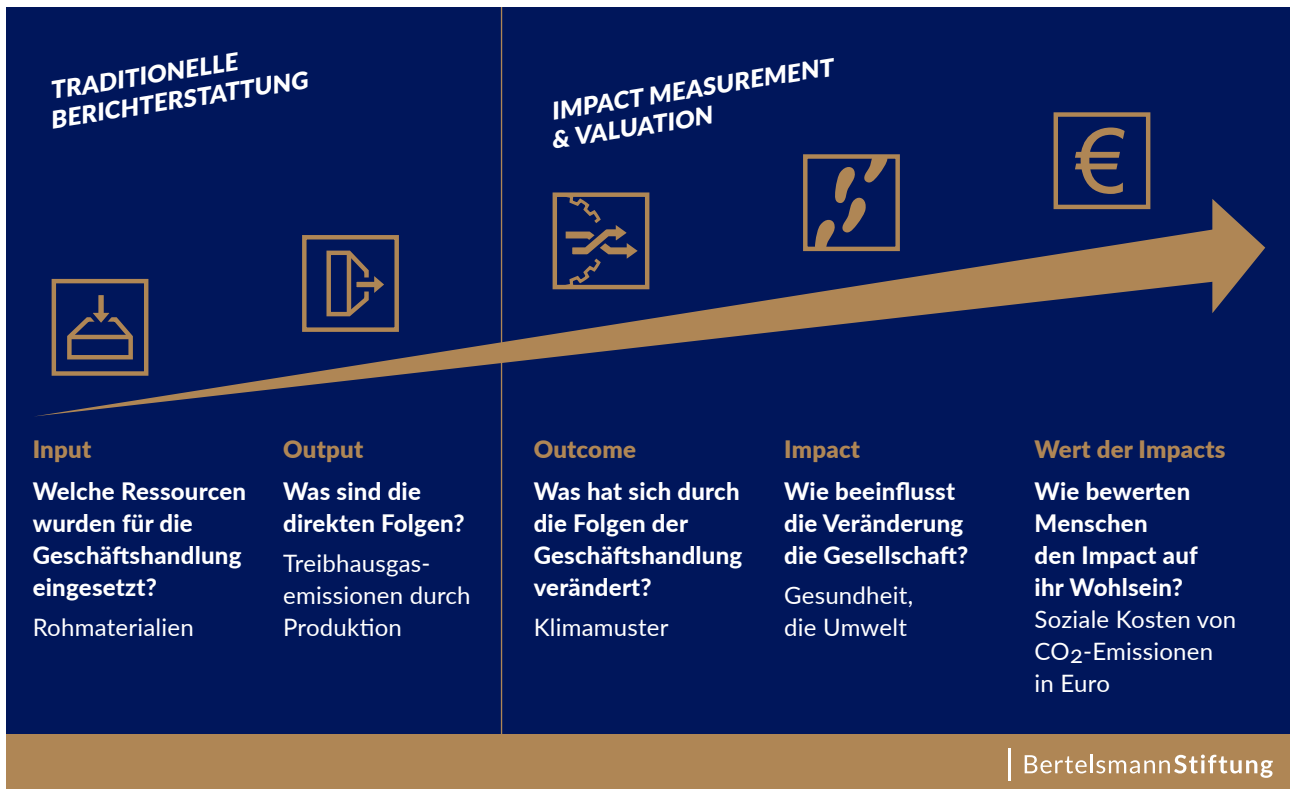 TRADITIONELLE
BERICHTERSTATTUNG
IMPACT MEASUREMENT
& VALUATION
€
Input
Welche Ressourcen
wurden für die
Geschäftshandlung
eingesetzt?
Rohmaterialien
Output
Was sind die
direkten Folgen?
Treibhausgas-
emissionen durch
Produktion
Outcome
Was hat sich durch
die Folgen der
Geschäftshandlung
verändert?
Klimamuster
Impact
Wie beeinflusst
die Veränderung
die Gesellschaft?
Gesundheit,
die Umwelt
Wert der Impacts
Wie bewerten
Menschen
den Impact auf
ihr Wohlsein?
Soziale Kosten von
CO2-Emissionen
in Euro
BertelsmannStiftung